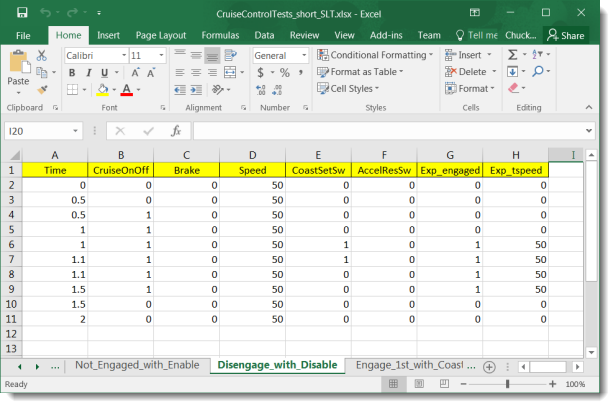 CruiseControlTests_short_SLT.xlsx - Excel
File Home Insert Page Layout Formulas Data Review View Add-ins Team Tell me Chuck... Share
Calibri 11 General Conditional Formatting Insert Σ
Paste B I U A A $ % , Format as Table Delete
A Cell Styles Format
Clipboard Font Alignment Number Styles Cells Editing
I20 fx
A B C D E F G H I
1 Time CruiseOnOff Brake Speed CoastSetSw AccelResSw Exp_engaged Exp_tspeed
2 0 0 0 50 0 0 0 0
3 0.5 0 0 50 0 0 0 0
4 0.5 1 0 50 0 0 0 0
5 1 1 0 50 0 0 0 0
6 1 1 0 50 1 0 1 50
7 1.1 1 0 50 1 0 1 50
8 1.1 1 0 50 0 0 1 50
9 1.5 1 0 50 0 0 1 50
10 1.5 0 0 50 0 0 0 0
11 2 0 0 50 0 0 0 0
12
13
... Not_Engaged_with_Enable Disengage_with_Disable Engage_1st_with_Coast ...
Ready 100%